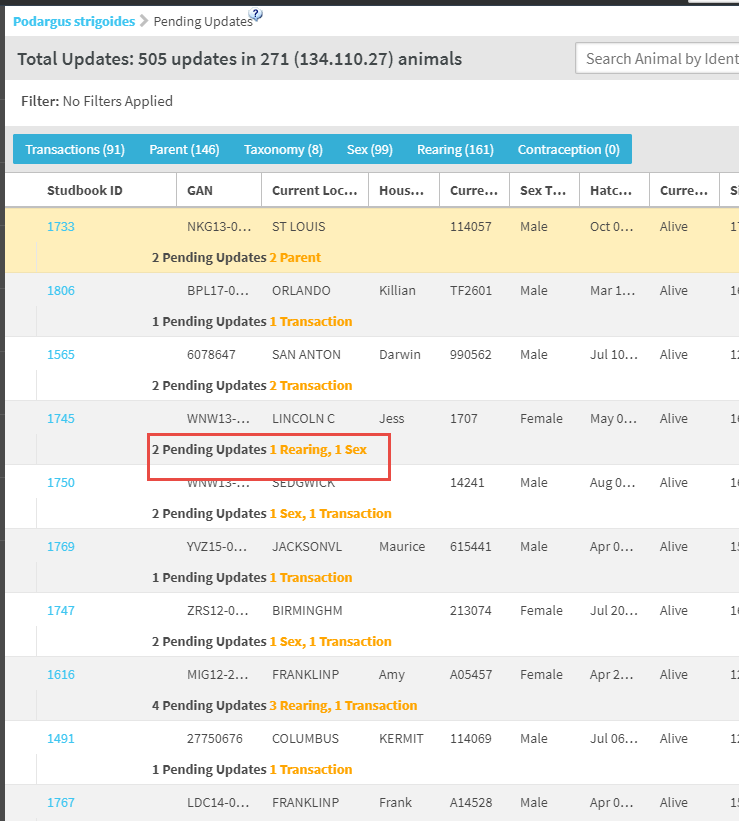 Podargus strigoides > Pending Updates ?
Total Updates: 505 updates in 271 (134.110.27) animals Search Animal by Ident
Filter: No Filters Applied
Transactions (91) Parent (146) Taxonomy (8) Sex (99) Rearing (161) Contraception (0)
Studbook ID GAN Current Loc... Hous... Curre... Sex T... Hatc... Curre... Si
1733 NKG13-0... ST LOUIS 114057 Male Oct 0... Alive
2 Pending Updates 2 Parent
1806 BPL17-0... ORLANDO Killian TF2601 Male Mar 1... Alive
1 Pending Updates 1 Transaction
1565 6078647 SAN ANTON Darwin 990562 Male Jul 10... Alive
2 Pending Updates 2 Transaction
1745 WNW13-... LINCOLN C Jess 1707 Female May 0... Alive
2 Pending Updates 1 Rearing, 1 Sex
1750 WNW13-... SEDGWICK 14241 Male Aug 0... Alive
2 Pending Updates 1 Sex, 1 Transaction
1769 YVZ15-0... JACKSONVL Maurice 615441 Male Apr 0... Alive
1 Pending Updates 1 Transaction
1747 ZRS12-0... BIRMINGHM 213074 Female Jul 20... Alive
2 Pending Updates 1 Sex, 1 Transaction
1616 MIG12-2... FRANKLINP Amy A05457 Female Apr 2... Alive
4 Pending Updates 3 Rearing, 1 Transaction
1491 27750676 COLUMBUS KERMIT 114069 Male Jul 06... Alive
1 Pending Updates 1 Transaction
1767 LDC14-0... FRANKLINP Frank A14528 Male Apr 0... Alive